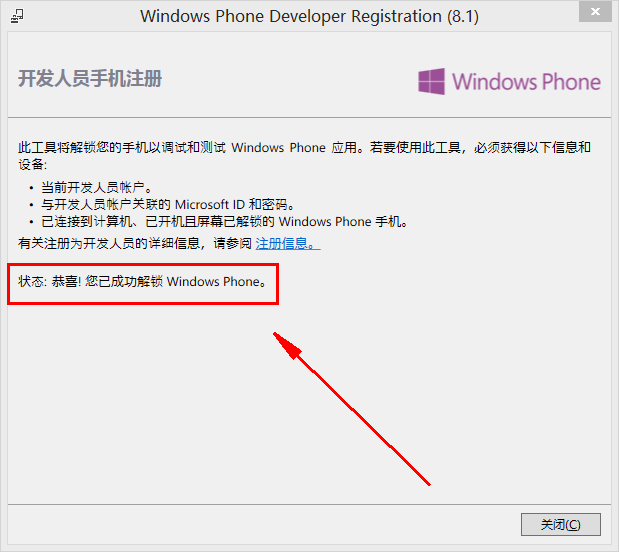 Windows Phone Developer Registration (8.1)
开发人员手机注册
Windows Phone
此工具将解锁您的手机以调试和测试 Windows Phone 应用。若要使用此工具，必须获得以下信息和
设备:
• 当前开发人员帐户。
• 与开发人员帐户关联的 Microsoft ID 和密码。
• 已连接到计算机、已开机且屏幕已解锁的 Windows Phone 手机。
有关注册为开发人员的详细信息，请参阅 注册信息。
状态: 恭喜! 您已成功解锁 Windows Phone。
关闭(C)